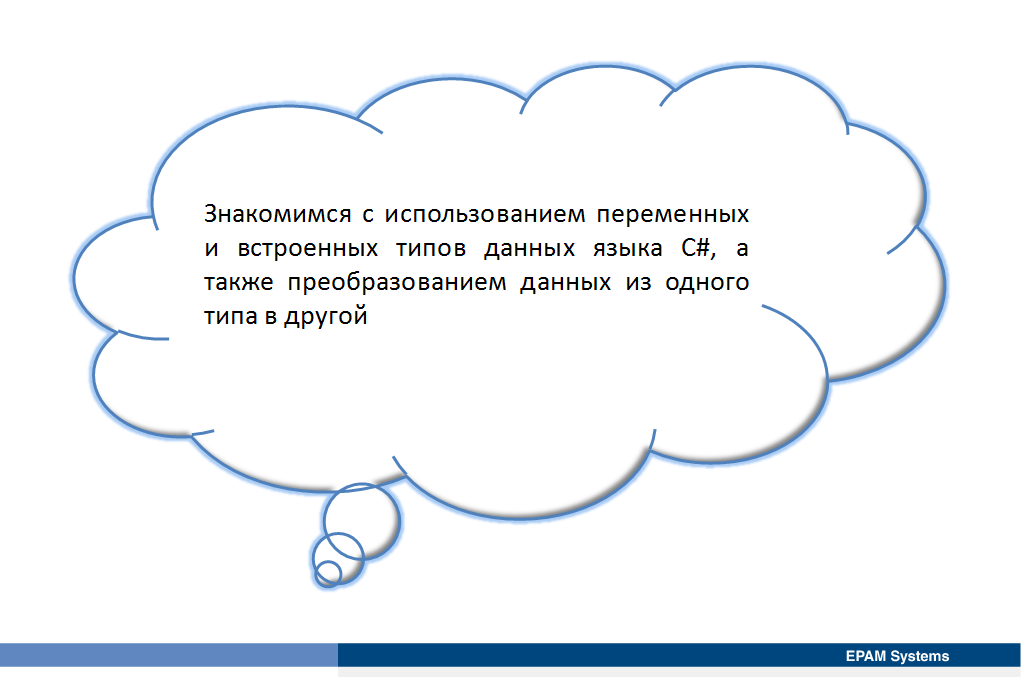 Знакомимся с использованием переменных
и встроенных типов данных языка C#, а
также преобразованием данных из одного
типа в другой
EPAM Systems